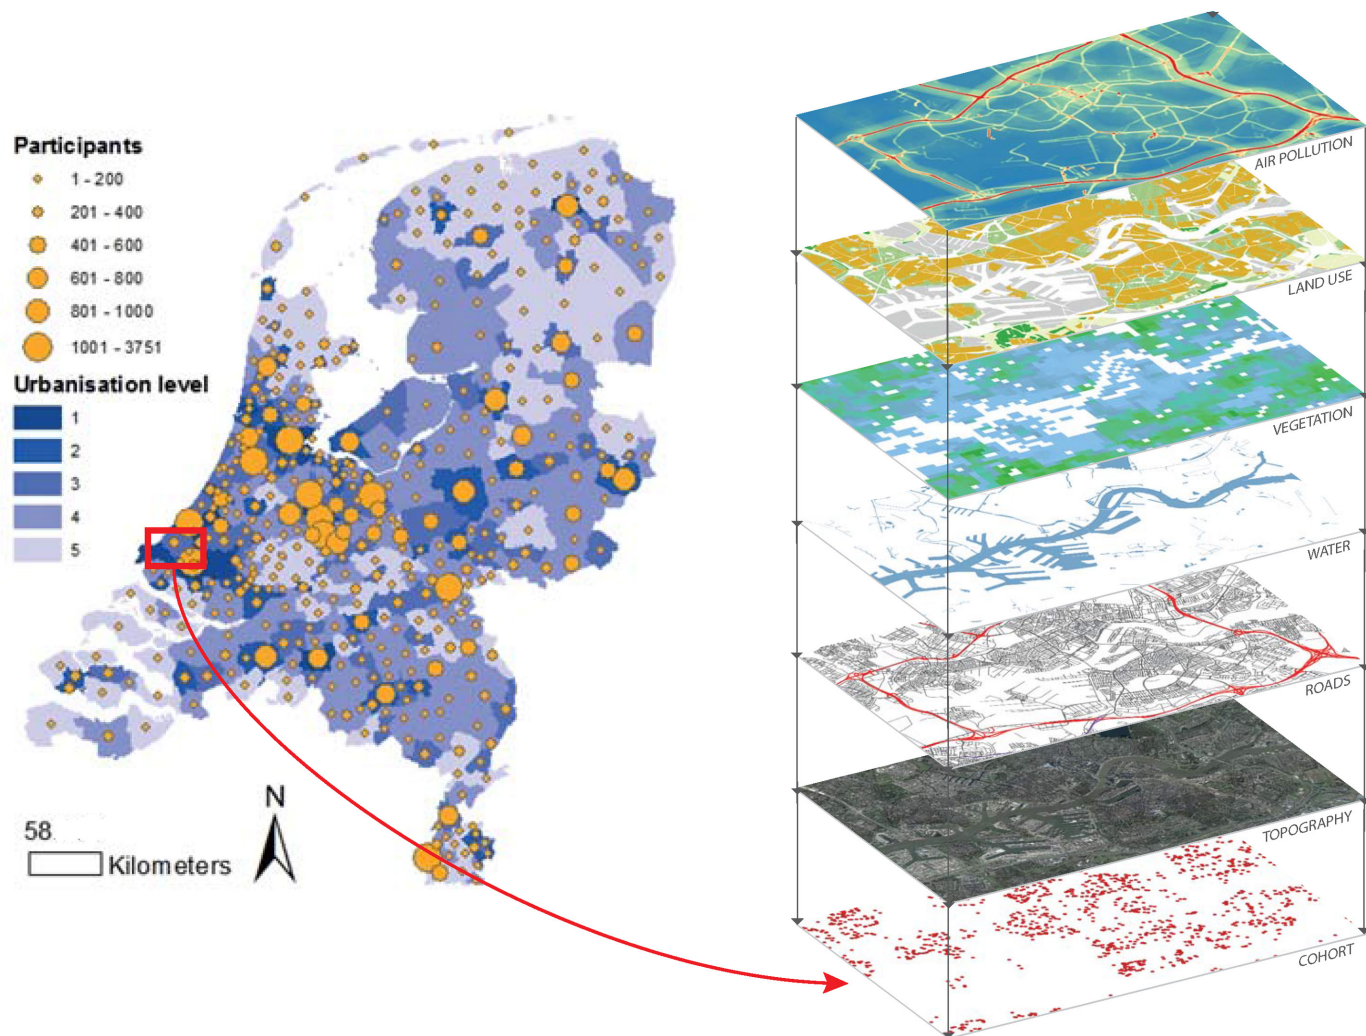 Participants
1 - 200
201 - 400
401 - 600
601 - 800
801 - 1000
1001 - 3751
Urbanisation level
1
2
3
4
5
58
Kilometers
N
AIR POLLUTION
LAND USE
VEGETATION
WATER
ROADS
TOPOGRAPHY
COHORT